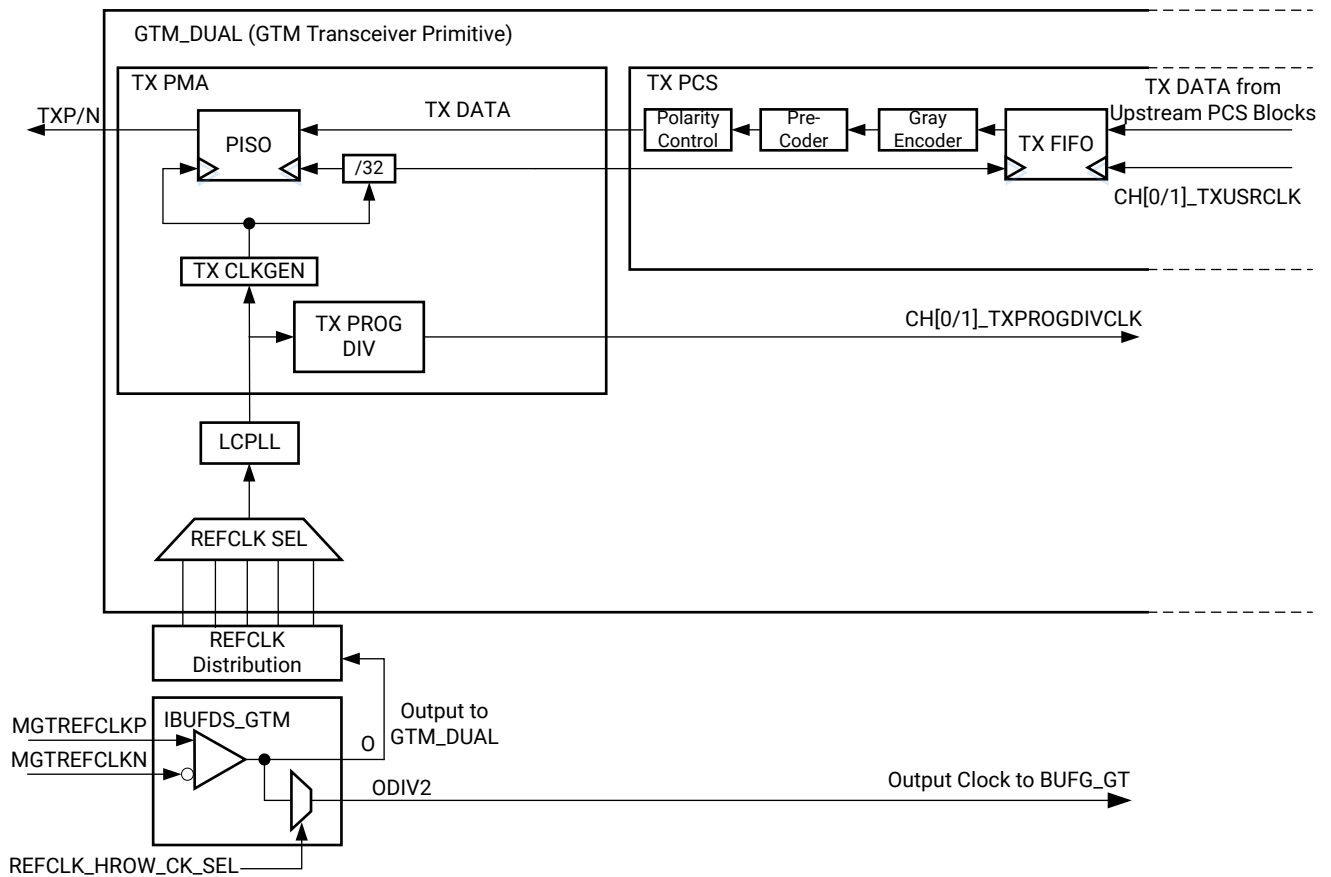 GTM_DUAL (GTM Transceiver Primitive)
TX PMA
TX PCS
TX DATA from
Upstream PCS Blocks
TXP/N
PISO
TX DATA
Polarity
Control
Pre-
Coder
Gray
Encoder
TX FIFO
/32
CH[0/1]_TXUSRCLK
TX CLKGEN
TX PROG
DIV
CH[0/1]_TXPROGDIVCLK
LCPLL
REFCLK SEL
REFCLK
Distribution
IBUFDS_GTM
MGTREFCLKP
MGTREFCLKN
O
Output to
GTM_DUAL
ODIV2
Output Clock to BUFG_GT
REFCLK_HROW_CK_SEL